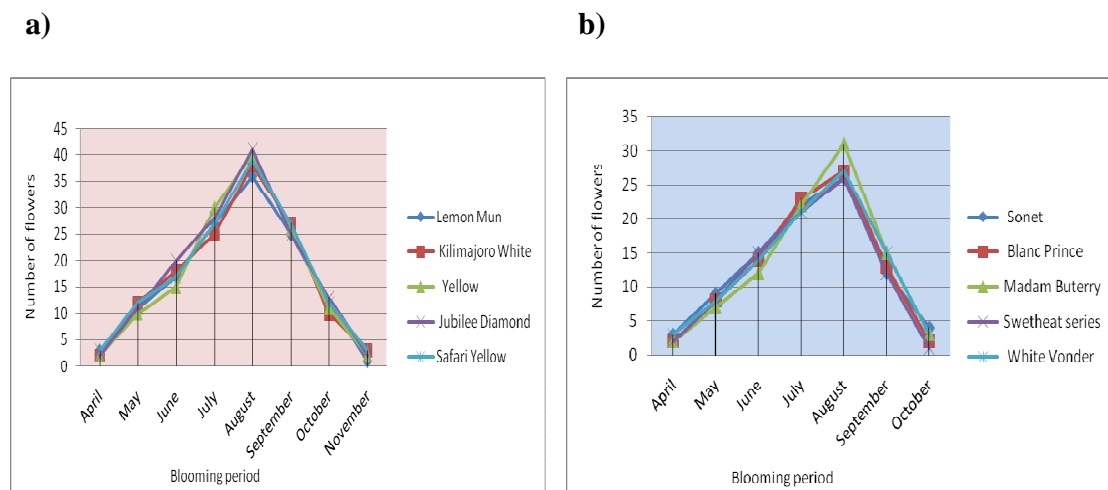 a)
b)
45
40
35
30
25
20
15
10
5
0
Number of flowers
April
May
June
July
August
September
October
November
Blooming period
Lemon Mun
Kilimajoro White
Yellow
Jubilee Diamond
Safari Yellow
35
30
25
20
15
10
5
0
Number of flowers
April
May
June
July
August
September
October
Blooming period
Sonet
Blanc Prince
Madam Buterry
Swetheat series
White Vonder